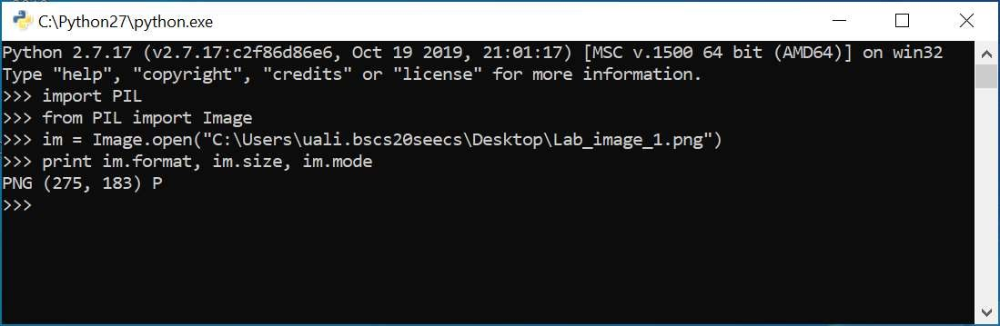 C:\Python27\python.exe
Python 2.7.17 (v2.7.17:c2f86d86e6, Oct 19 2019, 21:01:17) [MSC v.1500 64 bit (AMD64)] on win32
Type "help", "copyright", "credits" or "license" for more information.
>>> import PIL
>>> from PIL import Image
>>> im = Image.open("C:\Users\uali.bscs20seecs\Desktop\Lab_image_1.png")
>>> print im.format, im.size, im.mode
PNG (275, 183) P
>>>